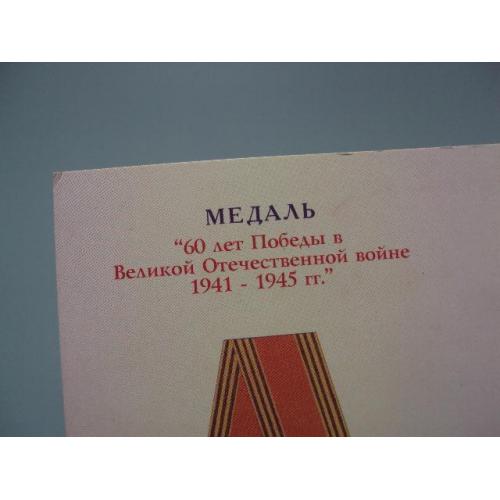 МЕДАЛЬ
“60 лет Победы в
Великой Отечественной войне
1941 - 1945 гг.”